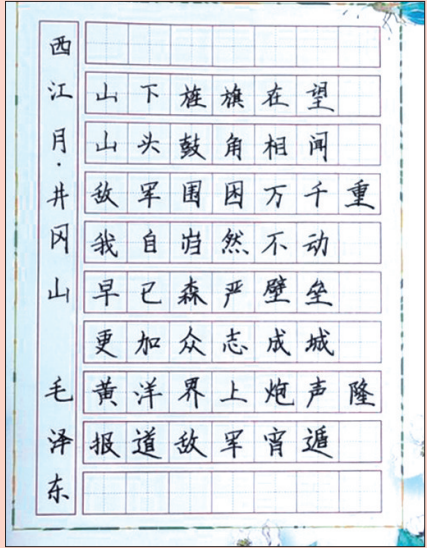 西江月·井冈山 毛泽东
山下旌旗在望
山头鼓角相闻
敌军围困万千重
我自岿然不动
早已森严壁垒
更加众志成城
黄洋界上炮声隆
报道敌军宵遁